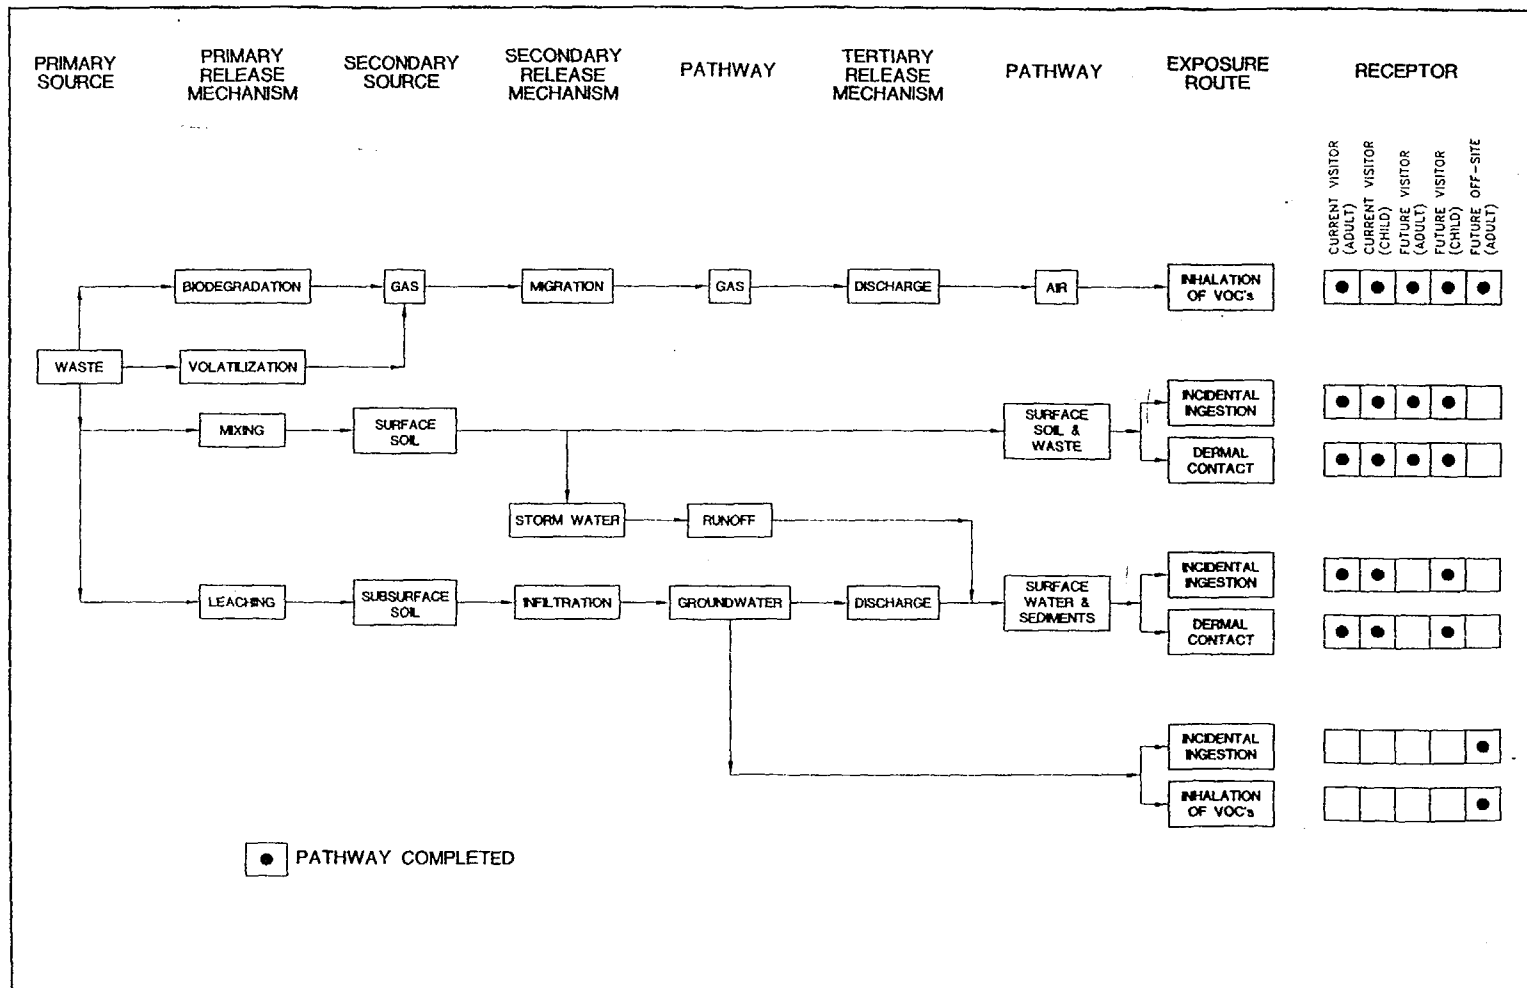 PRIMARY
SOURCE
PRIMARY
RELEASE
MECHANISM
SECONDARY
SOURCE
SECONDARY
RELEASE
MECHANISM
PATHWAY
TERTIARY
RELEASE
MECHANISM
PATHWAY
EXPOSURE
ROUTE
RECEPTOR
CURRENT VISITOR
(ADULT)
CURRENT VISITOR
(CHILD)
FUTURE VISITOR
(ADULT)
FUTURE VISITOR
(CHILD)
FUTURE OFF-SITE
(ADULT)
BIODEGRADATION
GAS
MIGRATION
GAS
DISCHARGE
AIR
INHALATION
OF VOC's
WASTE
VOLATILIZATION
MIXING
SURFACE
SOIL
SURFACE
SOIL &
WASTE
INCIDENTAL
INGESTION
DERMAL
CONTACT
STORM WATER
RUNOFF
LEACHING
SUBSURFACE
SOIL
INFILTRATION
GROUNDWATER
DISCHARGE
SURFACE
WATER &
SEDIMENTS
INCIDENTAL
INGESTION
DERMAL
CONTACT
INCIDENTAL
INGESTION
INHALATION
OF VOC's
PATHWAY COMPLETED